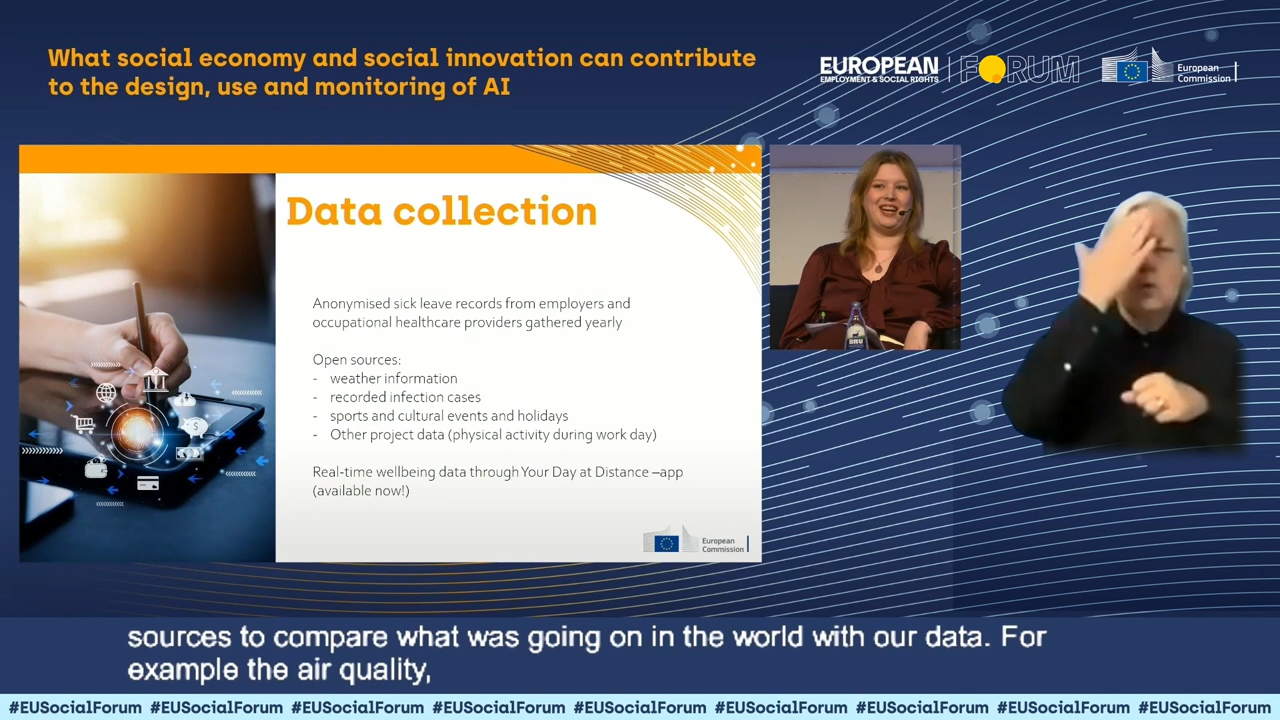 What social economy and social innovation can contribute
to the design, use and monitoring of AI
EUROPEAN
EMPLOYMENT & SOCIAL RIGHTS
FORUM
European
Commission
Data collection
Anonymised sick leave records from employers and
occupational healthcare providers gathered yearly
Open sources:
- weather information
- recorded infection cases
- sports and cultural events and holidays
- Other project data (physical activity during work day)
Real-time wellbeing data through Your Day at Distance –app
(available now!)
European
Commission
BRU
sources to compare what was going on in the world with our data. For
example the air quality,
#EUSocialForum #EUSocialForum #EUSocialForum #EUSocialForum #EUSocialForum #EUSocialForum #EUSocialForum #EUSocialForum #EUSocialForum